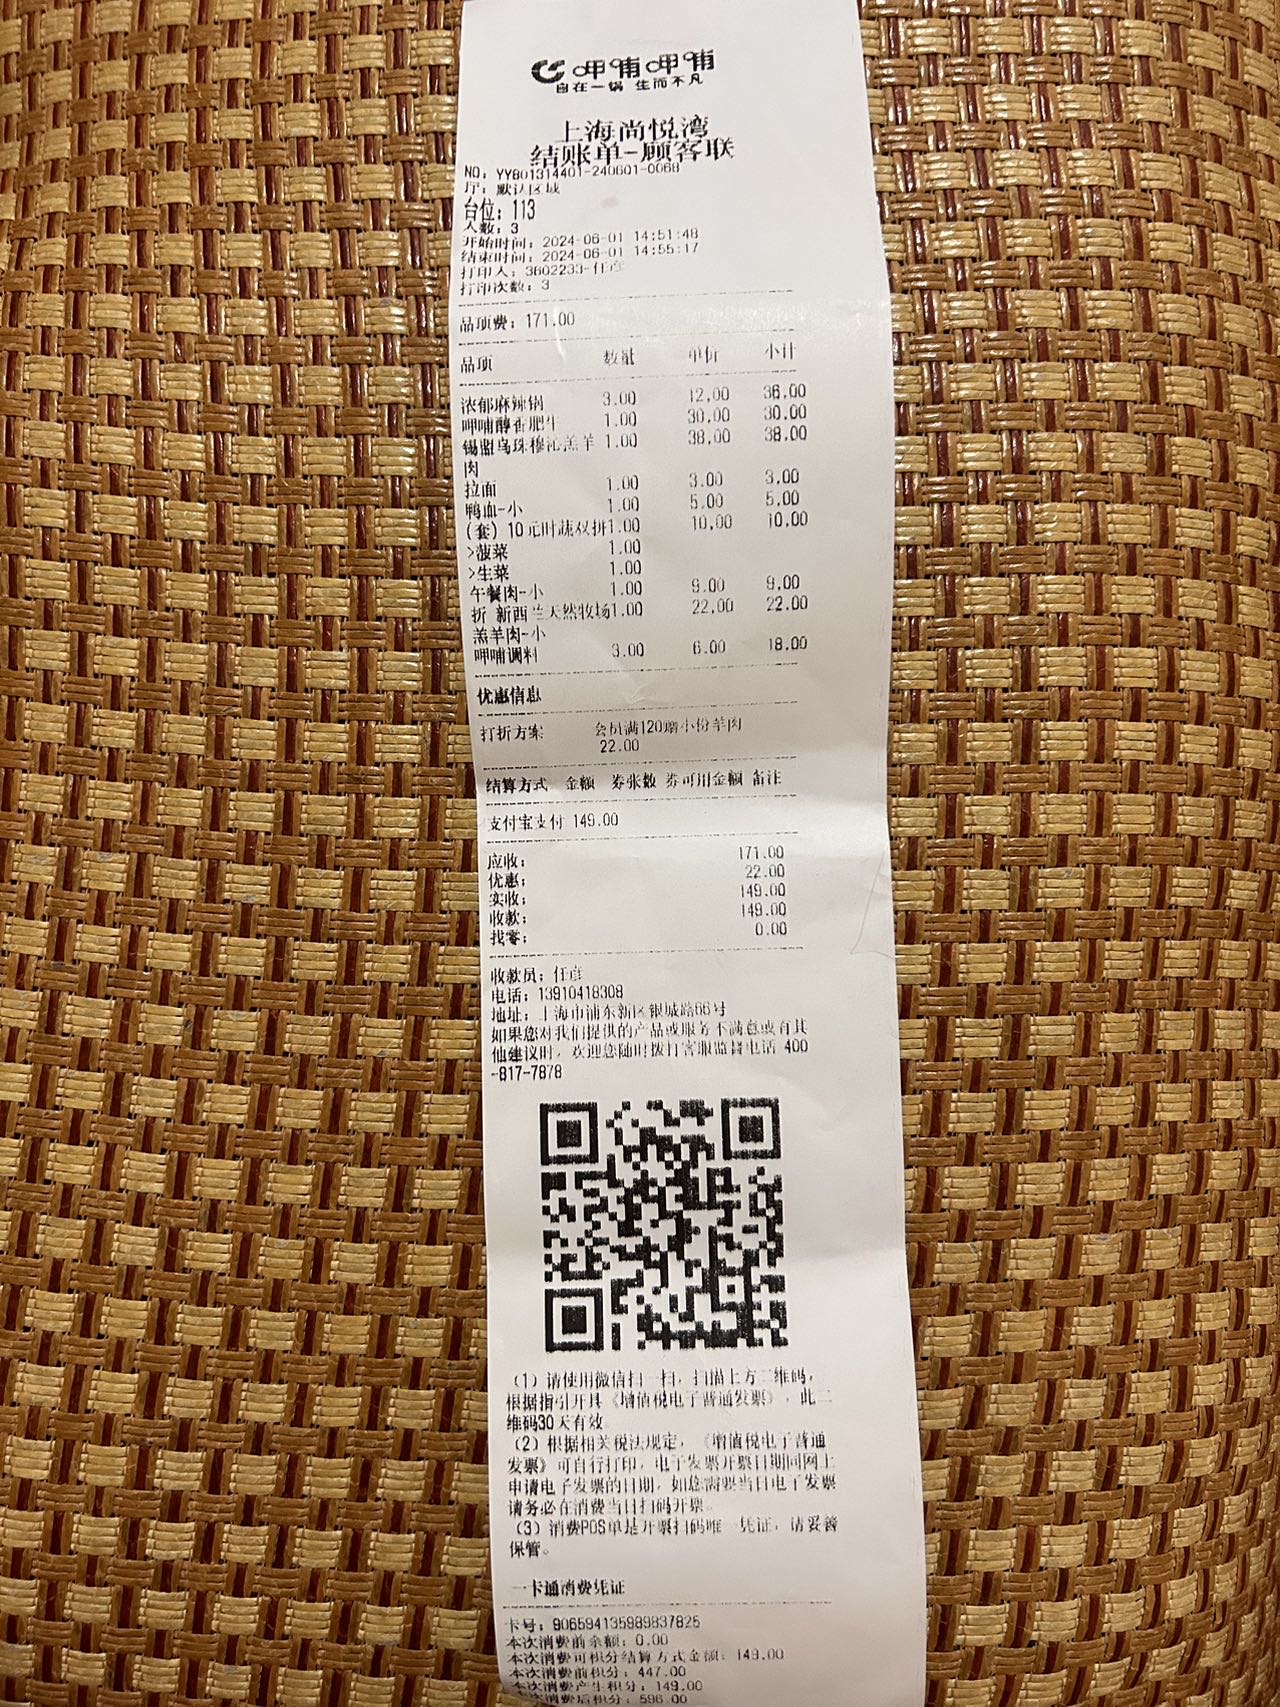 呷哺呷哺
自在一锅 生而不凡
上海尚悦湾
结账单-顾客联
NO：YY801314401-240601-0068
厅：默认区域
台位：113
人数：3
开始时间：2024-06-01 14:51:48
结束时间：2024-06-01 14:55:17
打印人：3602233-任彦
打印次数：3
品项费：171.00
品项 数量 单价 小计
浓郁麻辣锅 3.00 12.00 36.00
呷哺醇香肥牛 1.00 30.00 30.00
锡盟乌珠穆沁羔羊 1.00 38.00 38.00
肉
拉面 1.00 3.00 3.00
鸭血-小 1.00 5.00 5.00
(套) 10元时蔬双拼1.00 10.00 10.00
>菠菜 1.00
>生菜 1.00
午餐肉-小 1.00 9.00 9.00
折 新西兰天然牧场1.00 22.00 22.00
羔羊肉-小
呷哺调料 3.00 6.00 18.00
优惠信息
打折方案 会员满120赠小份羊肉
22.00
结算方式 金额 券张数 券可用金额 备注
支付宝支付 149.00
应收： 171.00
优惠： 22.00
实收： 149.00
收款： 149.00
找零： 0.00
收款员：任彦
电话：13910418308
地址：上海市浦东新区银城路66号
如果您对我们提供的产品或服务不满意或有其
他建议时，欢迎您随时拨打客服监督电话 400
-817-7878
(1) 请使用微信扫一扫，扫描上方二维码，
根据指引开具《增值税电子普通发票》，此二
维码30天有效
(2) 根据相关税法规定，《增值税电子普通
发票》可自行打印，电子发票开票日期同网上
申请电子发票的日期，如您需要当日电子发票
请务必在消费当日扫码开票。
(3) 消费POS单是开票扫码唯一凭证，请妥善
保管。
一卡通消费凭证
卡号：906594135989837825
本次消费前余额：0.00
本次消费可积分结算方式金额：149.00
本次消费前积分：447.00
本次消费产生积分：149.00
本次消费后积分：596.00